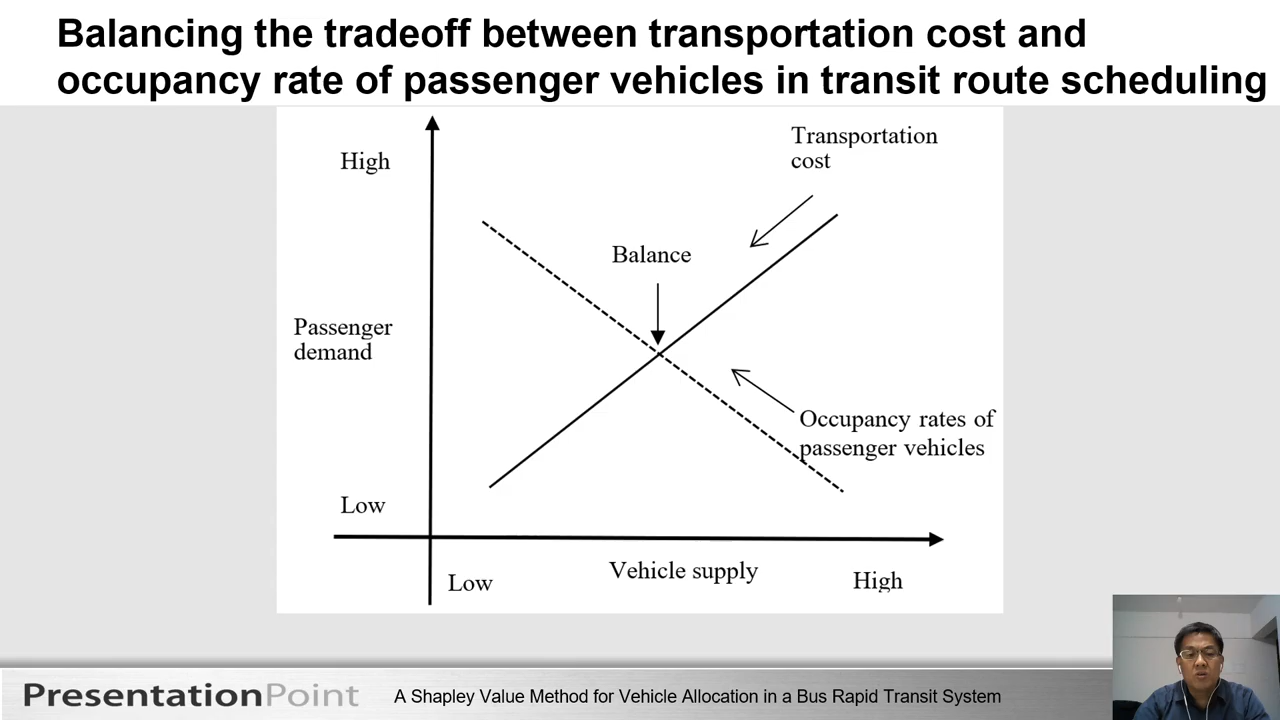 Balancing the tradeoff between transportation cost and
occupancy rate of passenger vehicles in transit route scheduling
Transportation
cost
High
Balance
Passenger
demand
Occupancy rates of
passenger vehicles
Low
Vehicle supply
Low
High
PresentationPoint
A Shapley Value Method for Vehicle Allocation in a Bus Rapid Transit System